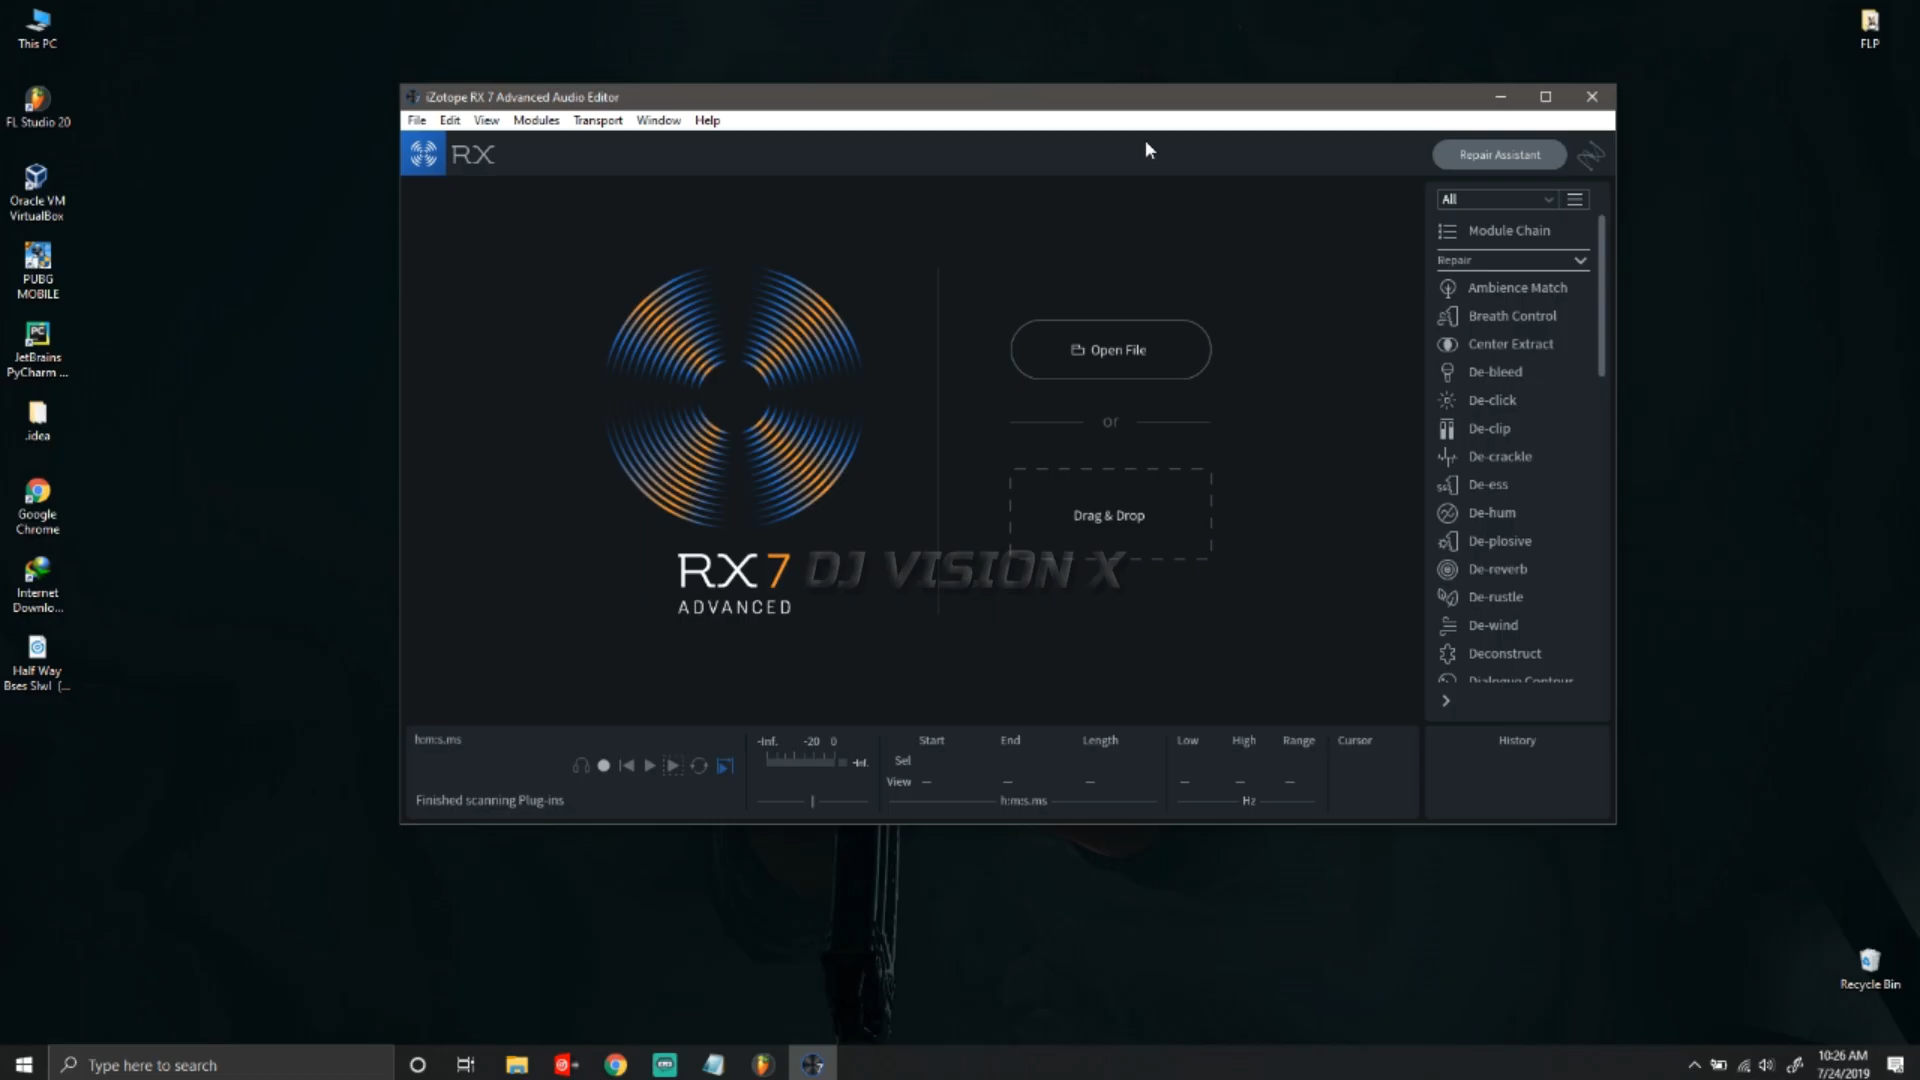 This PC
FL Studio 20
Oracle VM
VirtualBox
PUBG
MOBILE
JetBrains
PyCharm ...
.idea
Google
Chrome
Internet
Downlo...
Half Way
Bses Slwl (...
FLP
Recycle Bin
iZotope RX 7 Advanced Audio Editor
File Edit View Modules Transport Window Help
RX
Repair Assistant
Open File
or
Drag & Drop
RX 7
ADVANCED
DJ VISION X
All
Module Chain
Repair
Ambience Match
Breath Control
Center Extract
De-bleed
De-click
De-clip
De-crackle
De-ess
De-hum
De-plosive
De-reverb
De-rustle
De-wind
Deconstruct
Dialogue Contour
h:m:s.ms
-Inf. -20 0
-Inf.
Start End Length Low High Range Cursor
Sel
View – – – – – –
h:m:s.ms Hz
History
Finished scanning Plug-ins
Type here to search
10:26 AM
7/24/2019